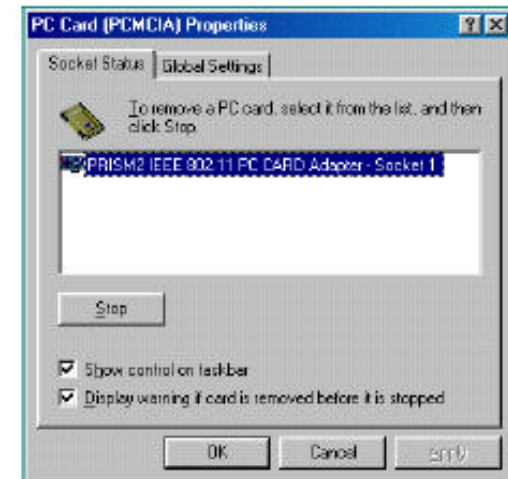 PC Card (PCMCIA) Properties
Socket Status
Global Settings
To remove a PC card, select it from the list, and then
click Stop.
PRISM2 IEEE 802.11 PC CARD Adapter - Socket 1
Stop
Show control on taskbar
Display warning if card is removed before it is stopped
OK
Cancel
Apply